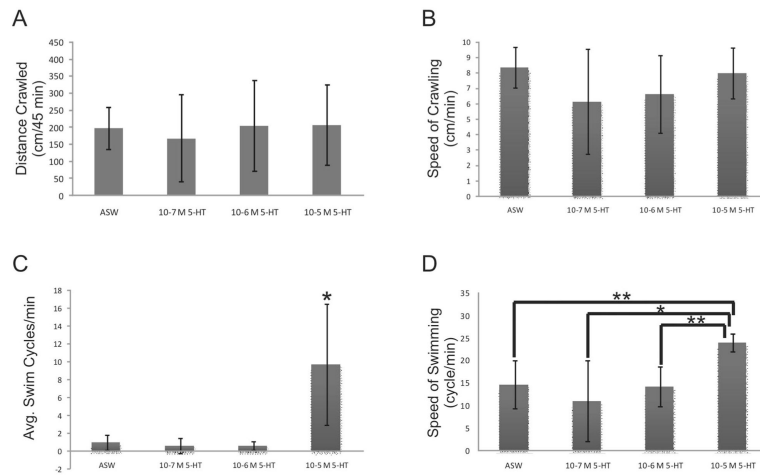 A
Distance Crawled
(cm/45 min)
450
400
350
300
250
200
150
100
50
0
ASW 10-7 M 5-HT 10-6 M 5-HT 10-5 M 5-HT
B
Speed of Crawling
(cm/min)
10
9
8
7
6
5
4
3
2
1
0
ASW 10-7 M 5-HT 10-6 M 5-HT 10-5 M 5-HT
C
Avg. Swim Cycles/min
18
16
14
12
10
8
6
4
2
0
-2
*
ASW 10-7 M 5-HT 10-6 M 5-HT 10-5 M 5-HT
D
Speed of Swimming
(cycle/min)
35
30
25
20
15
10
5
0
**
*
**
ASW 10-7 M 5-HT 10-6 M 5-HT 10-5 M 5-HT